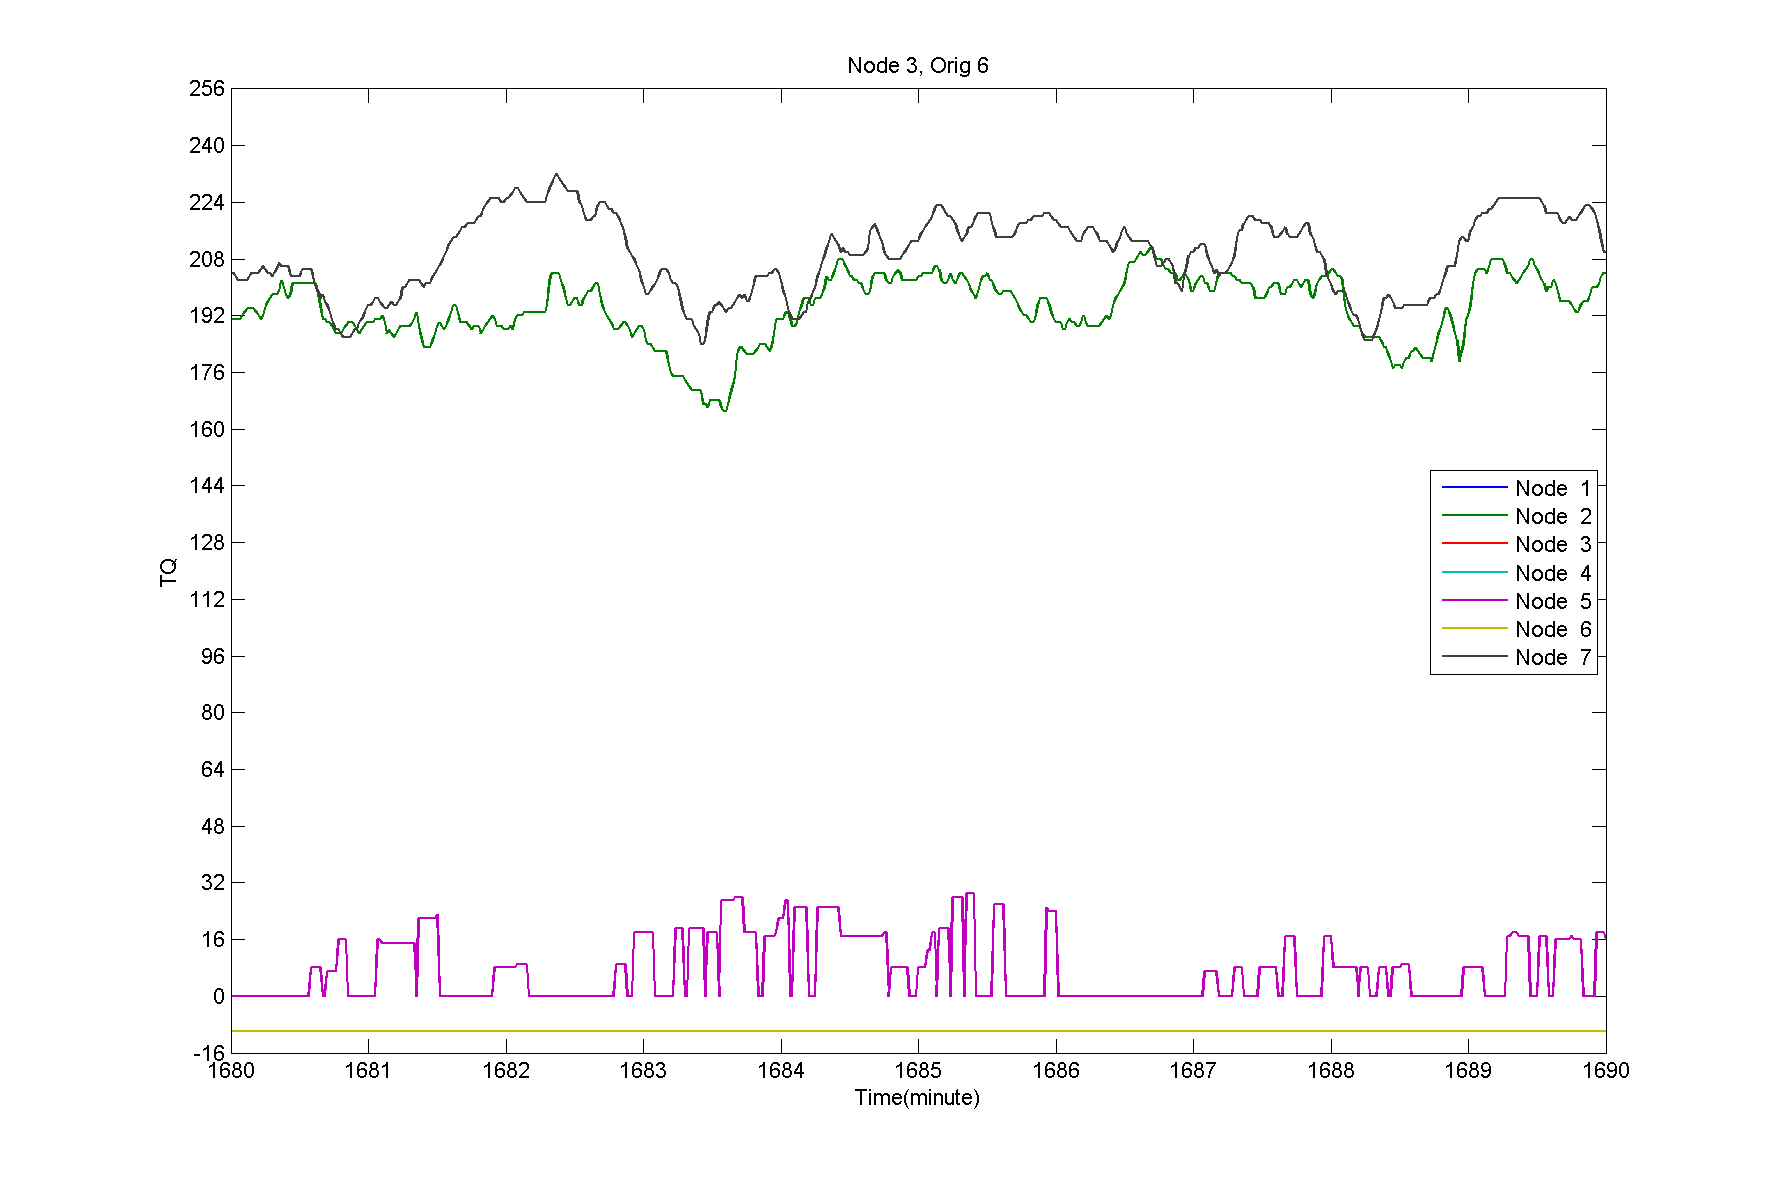 Node 3, Orig 6
256
240
224
208
192
176
160
144
128
112
96
80
64
48
32
16
0
-16
TQ
Node 1
Node 2
Node 3
Node 4
Node 5
Node 6
Node 7
1680 1681 1682 1683 1684 1685 1686 1687 1688 1689 1690
Time(minute)